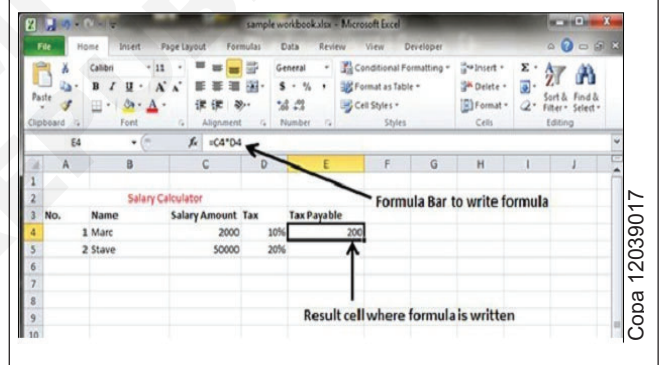 sample workbook.xlsx - Microsoft Excel
File Home Insert Page Layout Formulas Data Review View Developer
Calibri 11 General Conditional Formatting Insert Σ
Paste B I U A A $ % , Format as Table Delete Sort & Find &
Cell Styles Format Filter Select
Clipboard Font Alignment Number Styles Cells Editing
E4 fx =C4*D4
A B C D E F G H I J
1
2 Salary Calculator
Formula Bar to write formula
3 No. Name Salary Amount Tax Tax Payable
4 1 Marc 2000 10% 200
5 2 Stave 50000 20%
6
7
8
9
10
Result cell where formula is written
Copa 12039017